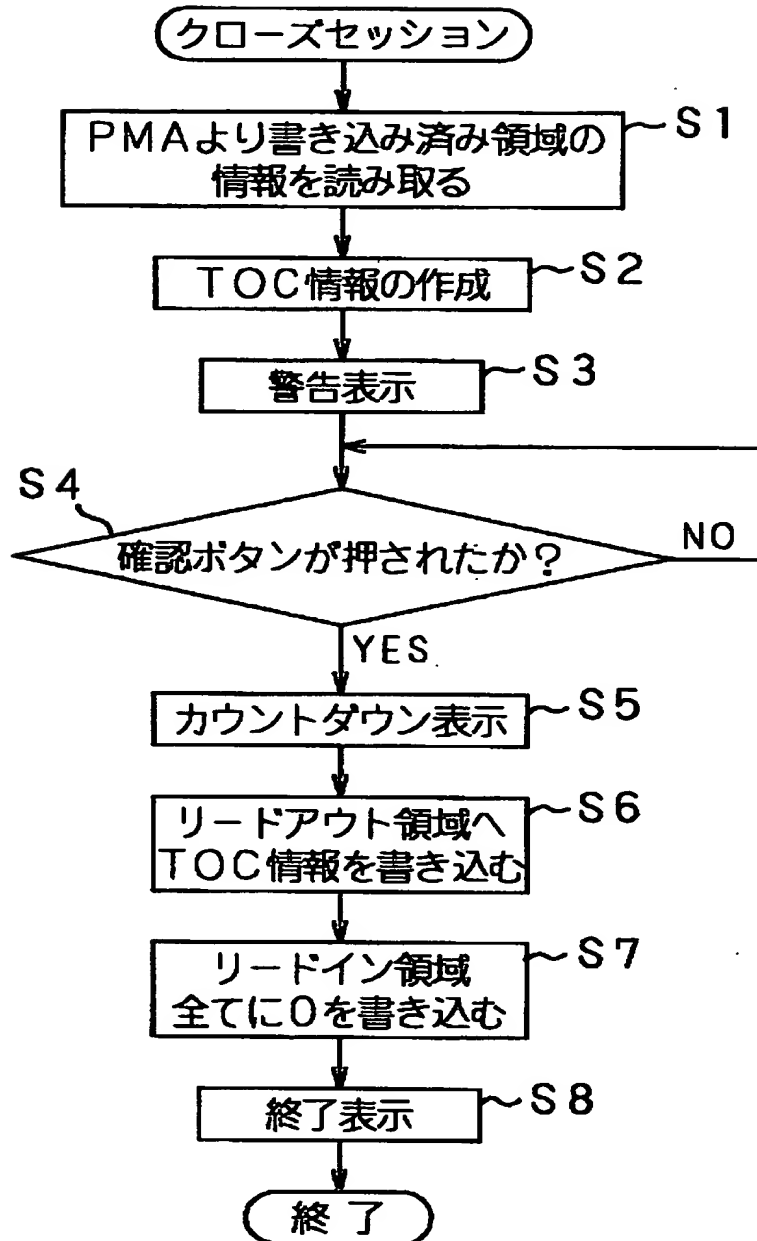 クローズセッション
PMAより書き込み済み領域の
情報を読み取る
S1
TOC情報の作成
S2
警告表示
S3
S4
確認ボタンが押されたか?
NO
YES
カウントダウン表示
S5
リードアウト領域へ
TOC情報を書き込む
S6
リードイン領域
全てに0を書き込む
S7
終了表示
S8
終了